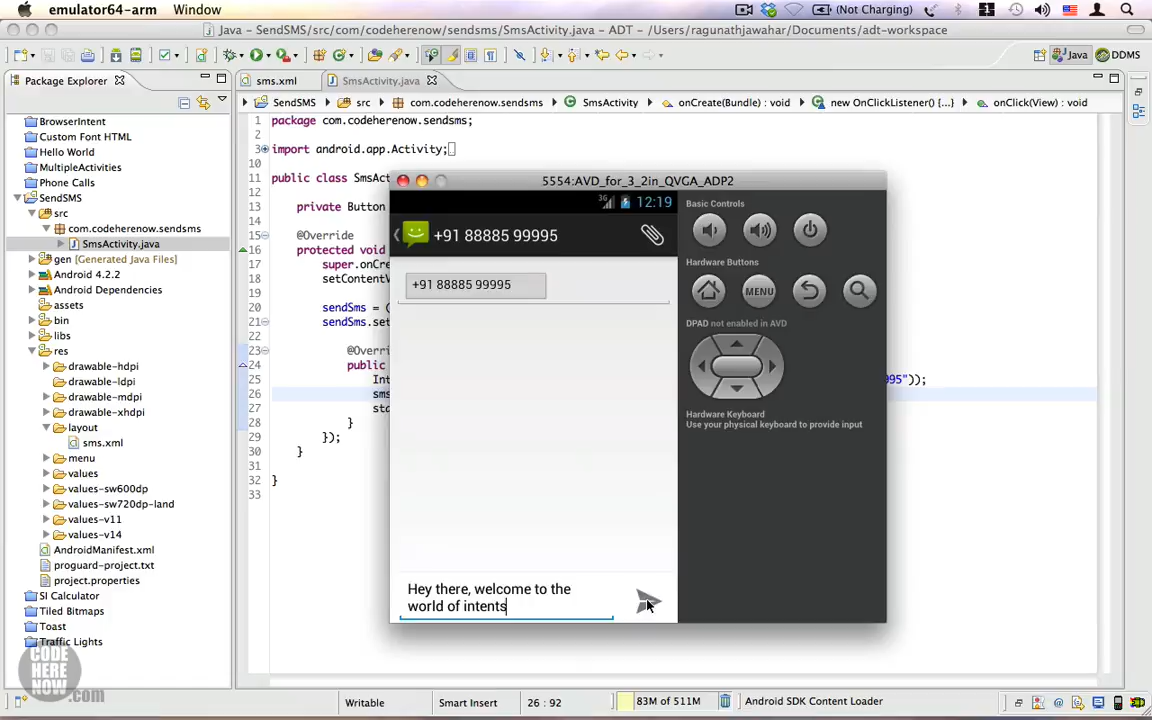 emulator64-arm Window
(Not Charging)
Java - SendSMS/src/com/codeherenow/sendsms/SmsActivity.java - ADT - /Users/ragunathjawahar/Documents/adt-workspace
Java DDMS
Package Explorer
sms.xml
SmsActivity.java
SendSMS src com.codeherenow.sendsms SmsActivity onCreate(Bundle) : void new OnClickListener() {...} onClick(View) : void
BrowserIntent
Custom Font HTML
Hello World
MultipleActivities
Phone Calls
SendSMS
src
com.codeherenow.sendsms
SmsActivity.java
gen [Generated Java Files]
Android 4.2.2
Android Dependencies
assets
bin
libs
res
drawable-hdpi
drawable-ldpi
drawable-mdpi
drawable-xhdpi
layout
sms.xml
menu
values
values-sw600dp
values-sw720dp-land
values-v11
values-v14
AndroidManifest.xml
proguard-project.txt
project.properties
SI Calculator
Tiled Bitmaps
Toast
Traffic Lights
1 package com.codeherenow.sendsms;
2
3 import android.app.Activity;
10
11 public class SmsActi
12
13 private Button
14
15 @Override
16 protected void
17 super.onCre
18 setContentV
19
20 sendSms = (
21 sendSms.set
22
23 @Overri
24 public
25 Int 95"));
26 sms
27 sta
28 }
29 });
30 }
31
32 }
33
5554:AVD_for_3_2in_QVGA_ADP2
3G 12:19
+91 88885 99995
+91 88885 99995
Hey there, welcome to the
world of intents
Basic Controls
Hardware Buttons
MENU
DPAD not enabled in AVD
Hardware Keyboard
Use your physical keyboard to provide input
CODE
HERE
NOW
.com
Writable Smart Insert 26 : 92 83M of 511M Android SDK Content Loader